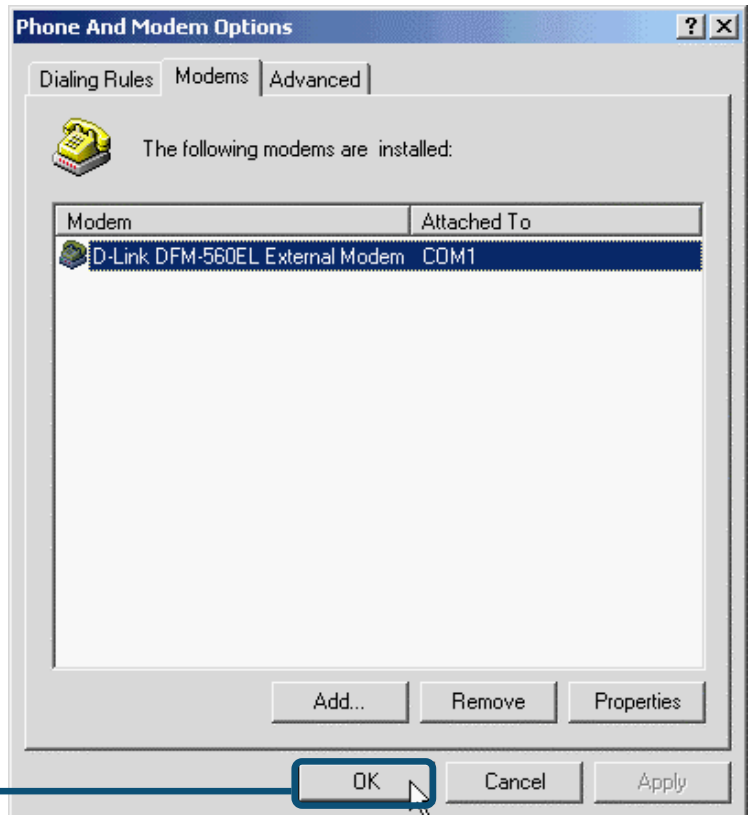 Phone And Modem Options
Dialing Rules Modems Advanced
The following modems are installed:
Modem Attached To
D-Link DFM-560EL External Modem COM1
Add... Remove Properties
OK Cancel Apply